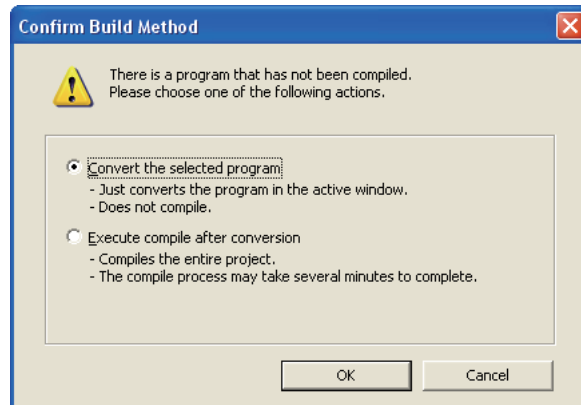 Confirm Build Method
There is a program that has not been compiled.
Please choose one of the following actions.
Convert the selected program
- Just converts the program in the active window.
- Does not compile.
Execute compile after conversion
- Compiles the entire project.
- The compile process may take several minutes to complete.
OK
Cancel